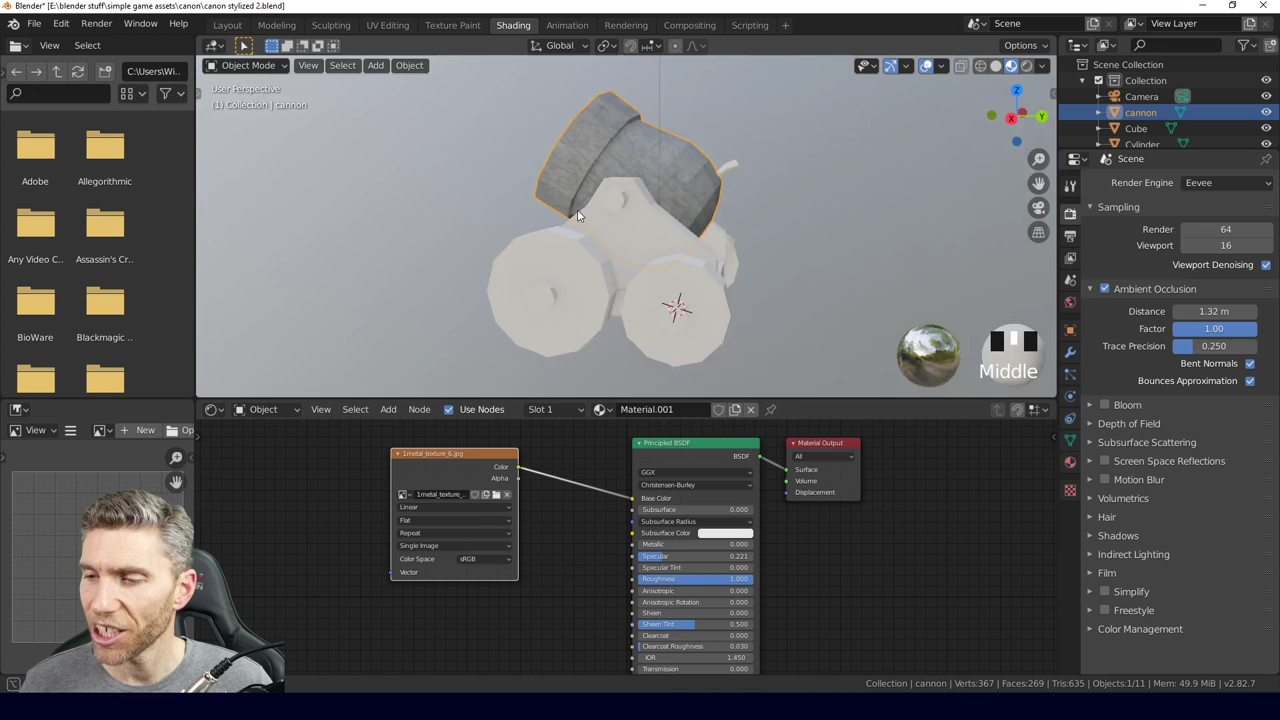 Blender* [E:\blender stuff\simple game assets\canon\canon stylized 2.blend]
File Edit Render Window Help Layout Modeling Sculpting UV Editing Texture Paint Shading Animation Rendering Compositing Scripting + Scene View Layer
View Select Global Options
C:\Users\Wi... Object Mode View Select Add Object
User Perspective
(1) Collection | cannon
Adobe Allegorithmic
Any Video C... Assassin's Cr...
BioWare Blackmagic ..
Z
Y
X
Middle
Scene Collection
Collection
Camera
cannon
Cube
Cylinder
Scene
Render Engine Eevee
Sampling
Render 64
Viewport 16
Viewport Denoising
Ambient Occlusion
Distance 1.32 m
Factor 1.00
Trace Precision 0.250
Bent Normals
Bounces Approximation
Bloom
Depth of Field
Subsurface Scattering
Screen Space Reflections
Motion Blur
Volumetrics
Hair
Shadows
Indirect Lighting
Film
Simplify
Freestyle
Color Management
View New Op
Object View Select Add Node Use Nodes Slot 1 Material.001
1metal_texture_6.jpg
Color
Alpha
1metal_texture_...
Linear
Flat
Repeat
Single Image
Color Space sRGB
Vector
Principled BSDF
BSDF
GGX
Christensen-Burley
Base Color
Subsurface 0.000
Subsurface Radius
Subsurface Color
Metallic 0.000
Specular 0.221
Specular Tint 0.000
Roughness 1.000
Anisotropic 0.000
Anisotropic Rotation 0.000
Sheen 0.000
Sheen Tint 0.500
Clearcoat 0.000
Clearcoat Roughness 0.030
IOR 1.450
Transmission 0.000
Material Output
All
Surface
Volume
Displacement
Collection | cannon | Verts:367 | Faces:269 | Tris:635 | Objects:1/11 | Mem: 49.9 MiB | v2.82.7